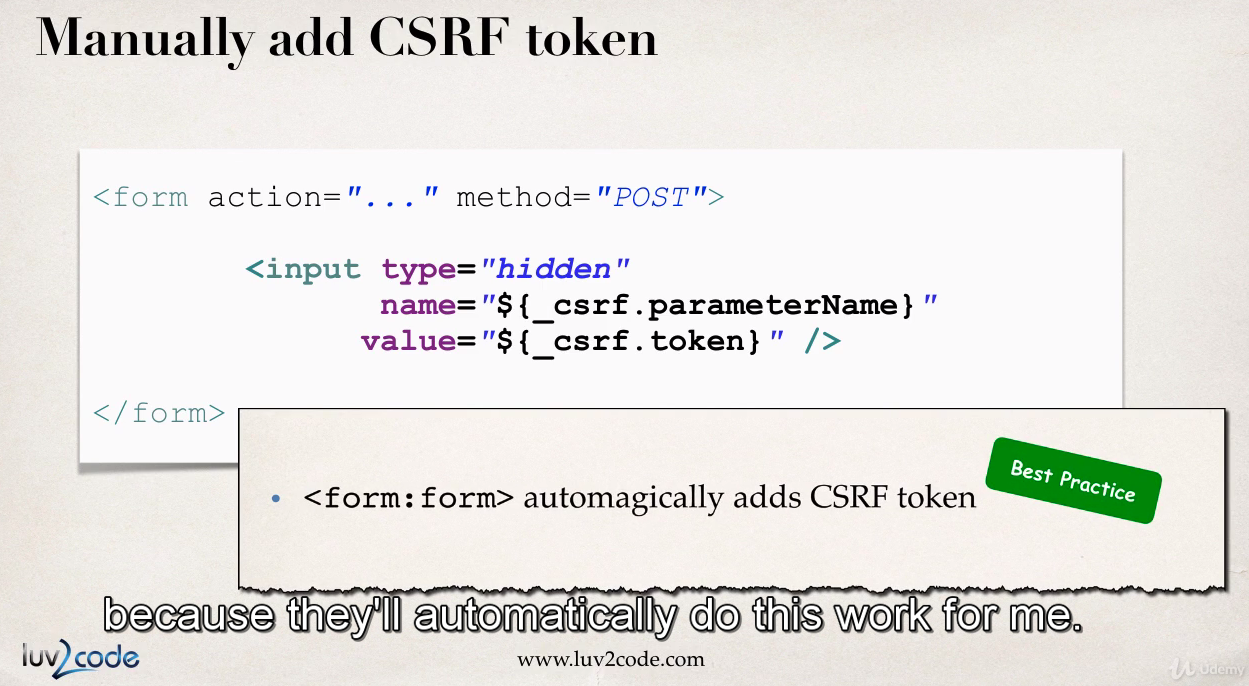 Manually add CSRF token
<form action="..." method="POST">
<input type="hidden"
name="${_csrf.parameterName}"
value="${_csrf.token}" />
</form>
• <form:form> automagically adds CSRF token
Best Practice
because they'll automatically do this work for me.
luv2code
www.luv2code.com
Udemy